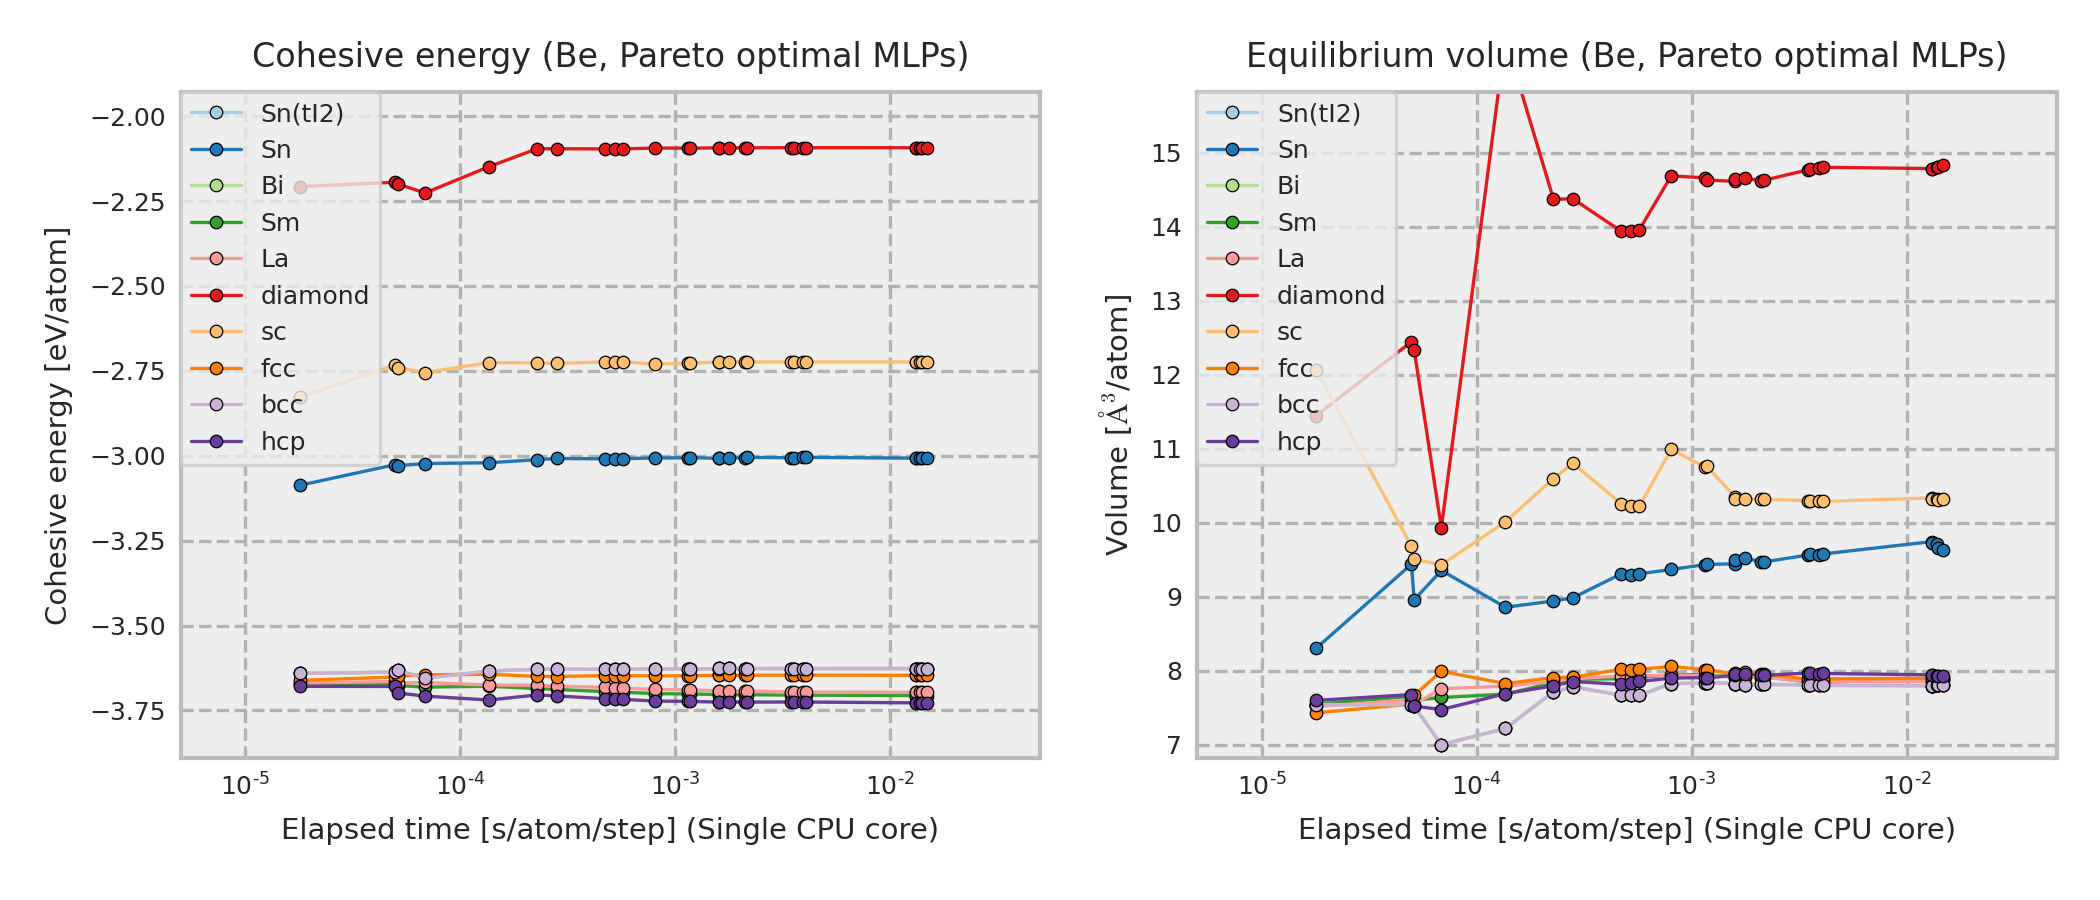 Cohesive energy (Be, Pareto optimal MLPs)
Cohesive energy [eV/atom]
−2.00
−2.25
−2.50
−2.75
−3.00
−3.25
−3.50
−3.75
Sn(tI2)
Sn
Bi
Sm
La
diamond
sc
fcc
bcc
hcp
10-5
10-4
10-3
10-2
Elapsed time [s/atom/step] (Single CPU core)
Equilibrium volume (Be, Pareto optimal MLPs)
Volume [Å3/atom]
15
14
13
12
11
10
9
8
7
Sn(tI2)
Sn
Bi
Sm
La
diamond
sc
fcc
bcc
hcp
10-5
10-4
10-3
10-2
Elapsed time [s/atom/step] (Single CPU core)